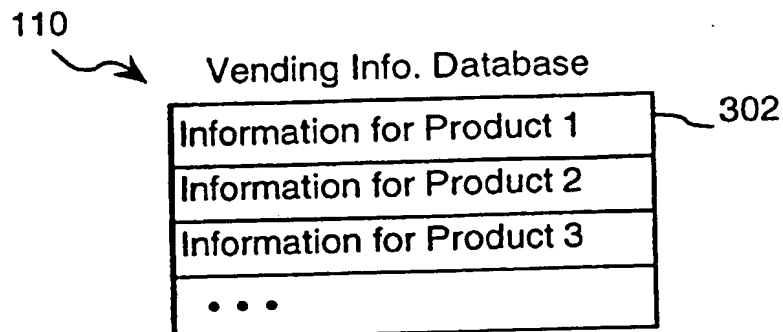 110
Vending Info. Database
Information for Product 1
302
Information for Product 2
Information for Product 3
• • •